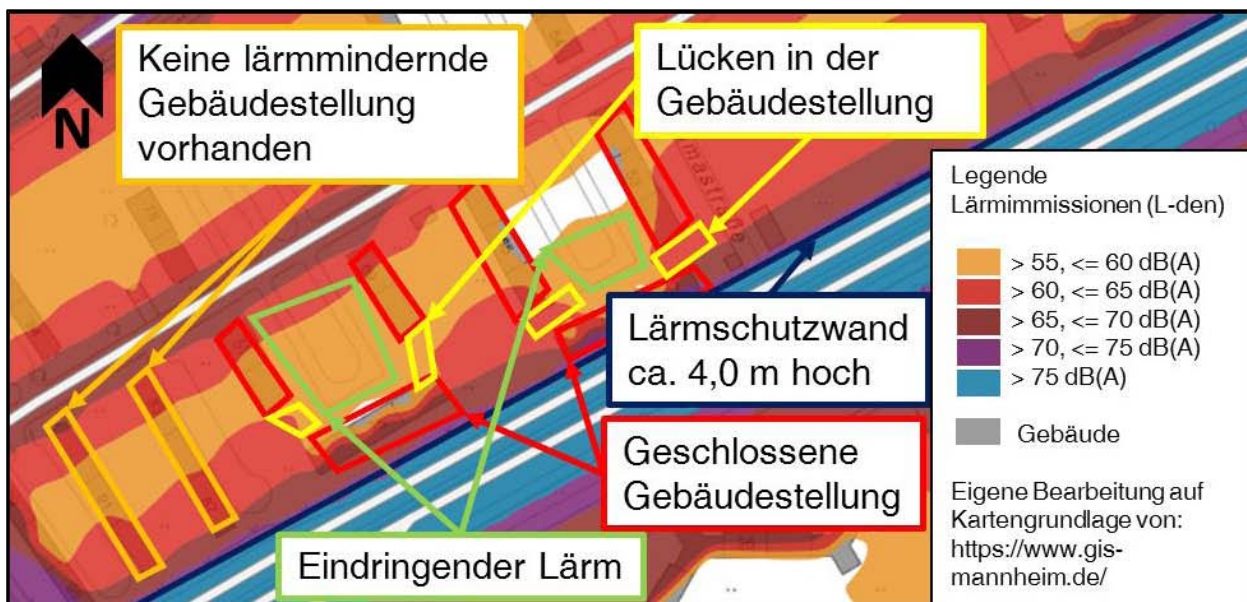 Keine lärmmindernde
Gebäudestellung
vorhanden
Lücken in der
Gebäudestellung
N
Lärmschutzwand
ca. 4,0 m hoch
Geschlossene
Gebäudestellung
Eindringender Lärm
Legende
Lärmimmissionen (L-den)
> 55, <= 60 dB(A)
> 60, <= 65 dB(A)
> 65, <= 70 dB(A)
> 70, <= 75 dB(A)
> 75 dB(A)
Gebäude
Eigene Bearbeitung auf
Kartengrundlage von:
https://www.gis-
mannheim.de/